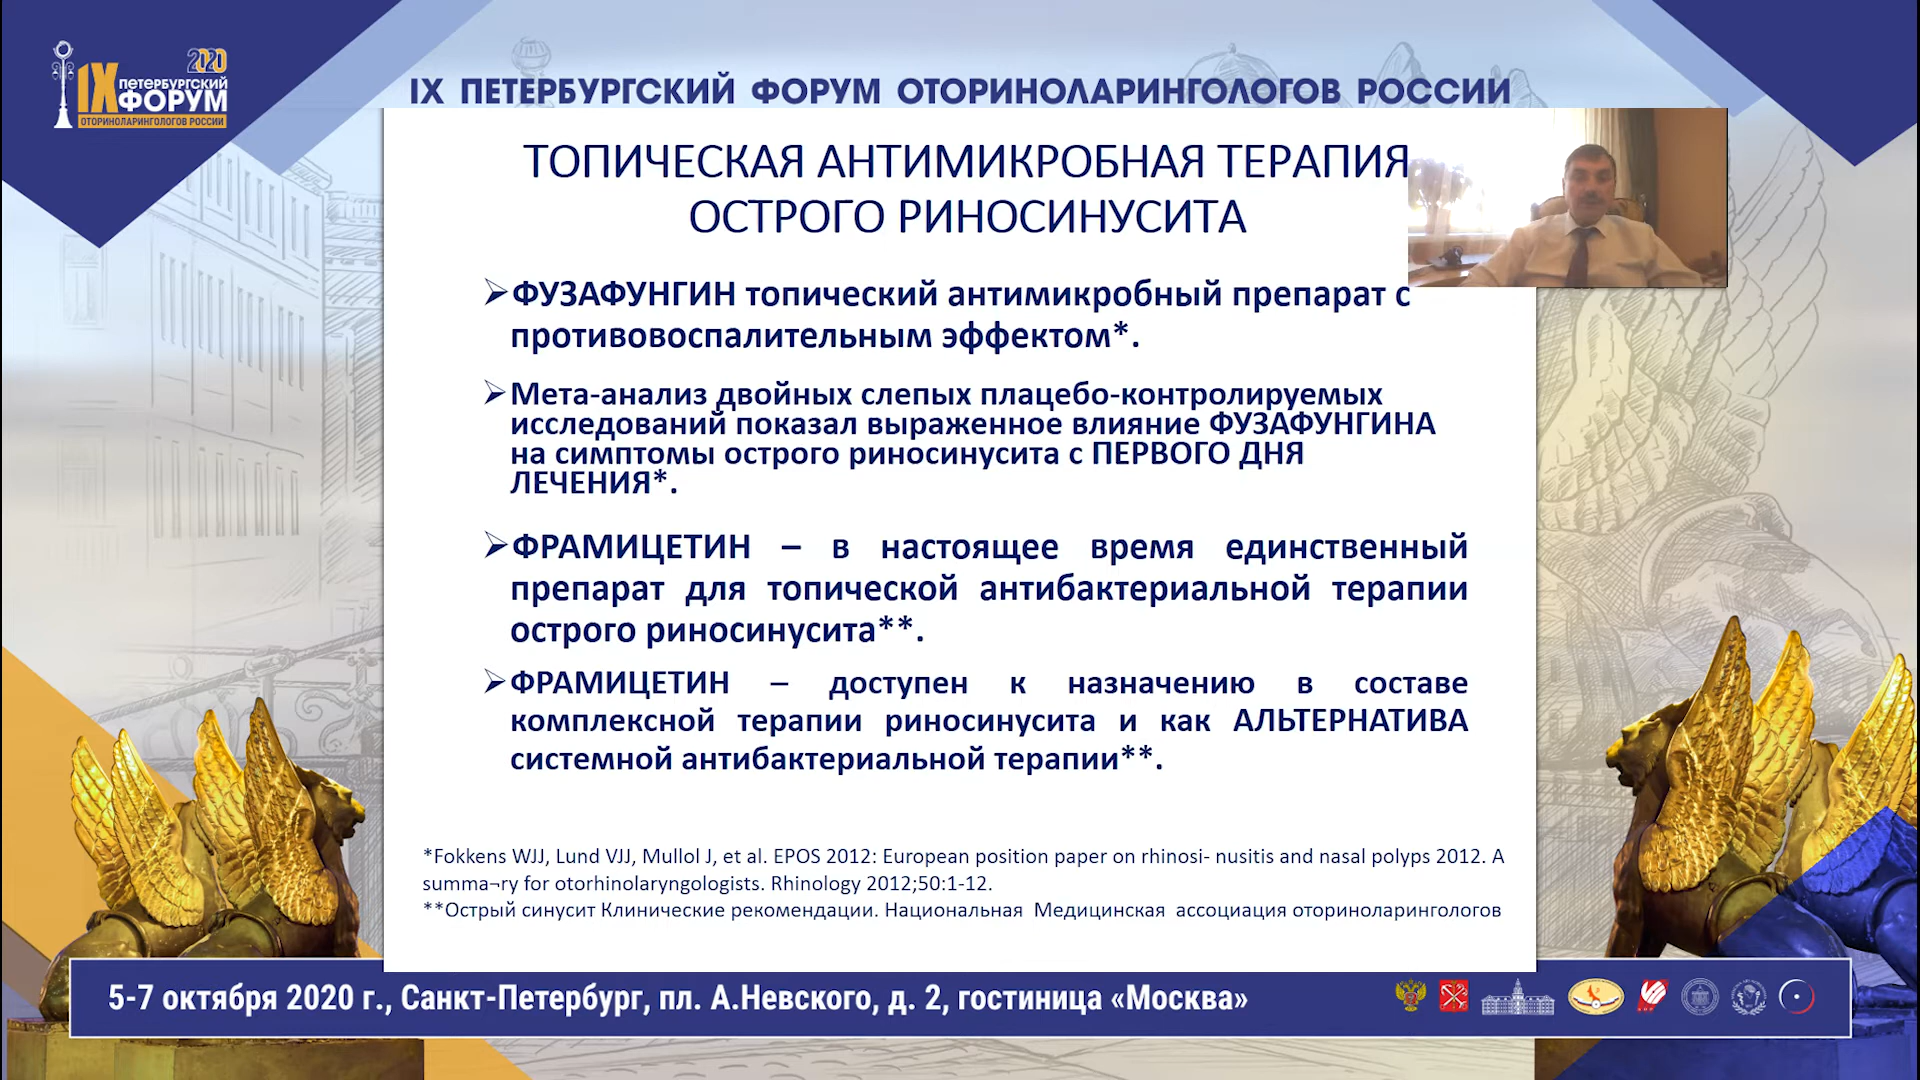 2020
IX ПЕТЕРБУРГСКИЙ
ФОРУМ
ОТОРИНОЛАРИНГОЛОГОВ РОССИИ
IX ПЕТЕРБУРГСКИЙ ФОРУМ ОТОРИНОЛАРИНГОЛОГОВ РОССИИ
ТОПИЧЕСКАЯ АНТИМИКРОБНАЯ ТЕРАПИЯ
ОСТРОГО РИНОСИНУСИТА
➢ФУЗАФУНГИН топический антимикробный препарат с
противовоспалительным эффектом*.
➢Мета-анализ двойных слепых плацебо-контролируемых
исследований показал выраженное влияние ФУЗАФУНГИНА
на симптомы острого риносинусита с ПЕРВОГО ДНЯ
ЛЕЧЕНИЯ*.
➢ФРАМИЦЕТИН – в настоящее время единственный
препарат для топической антибактериальной терапии
острого риносинусита**.
➢ФРАМИЦЕТИН – доступен к назначению в составе
комплексной терапии риносинусита и как АЛЬТЕРНАТИВА
системной антибактериальной терапии**.
*Fokkens WJJ, Lund VJJ, Mullol J, et al. EPOS 2012: European position paper on rhinosi- nusitis and nasal polyps 2012. A
summa¬ry for otorhinolaryngologists. Rhinology 2012;50:1-12.
**Острый синусит Клинические рекомендации. Национальная Медицинская ассоциация оториноларингологов
5-7 октября 2020 г., Санкт-Петербург, пл. А.Невского, д. 2, гостиница «Москва»